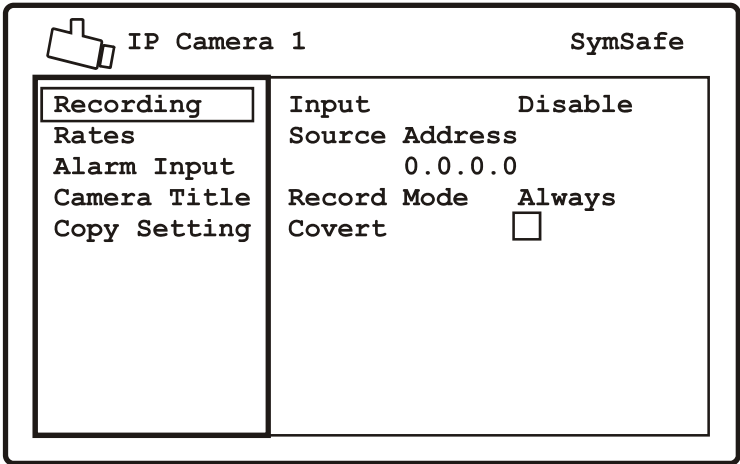 IP Camera 1 SymSafe
Recording
Rates
Alarm Input
Camera Title
Copy Setting
Input Disable
Source Address
0.0.0.0
Record Mode Always
Covert